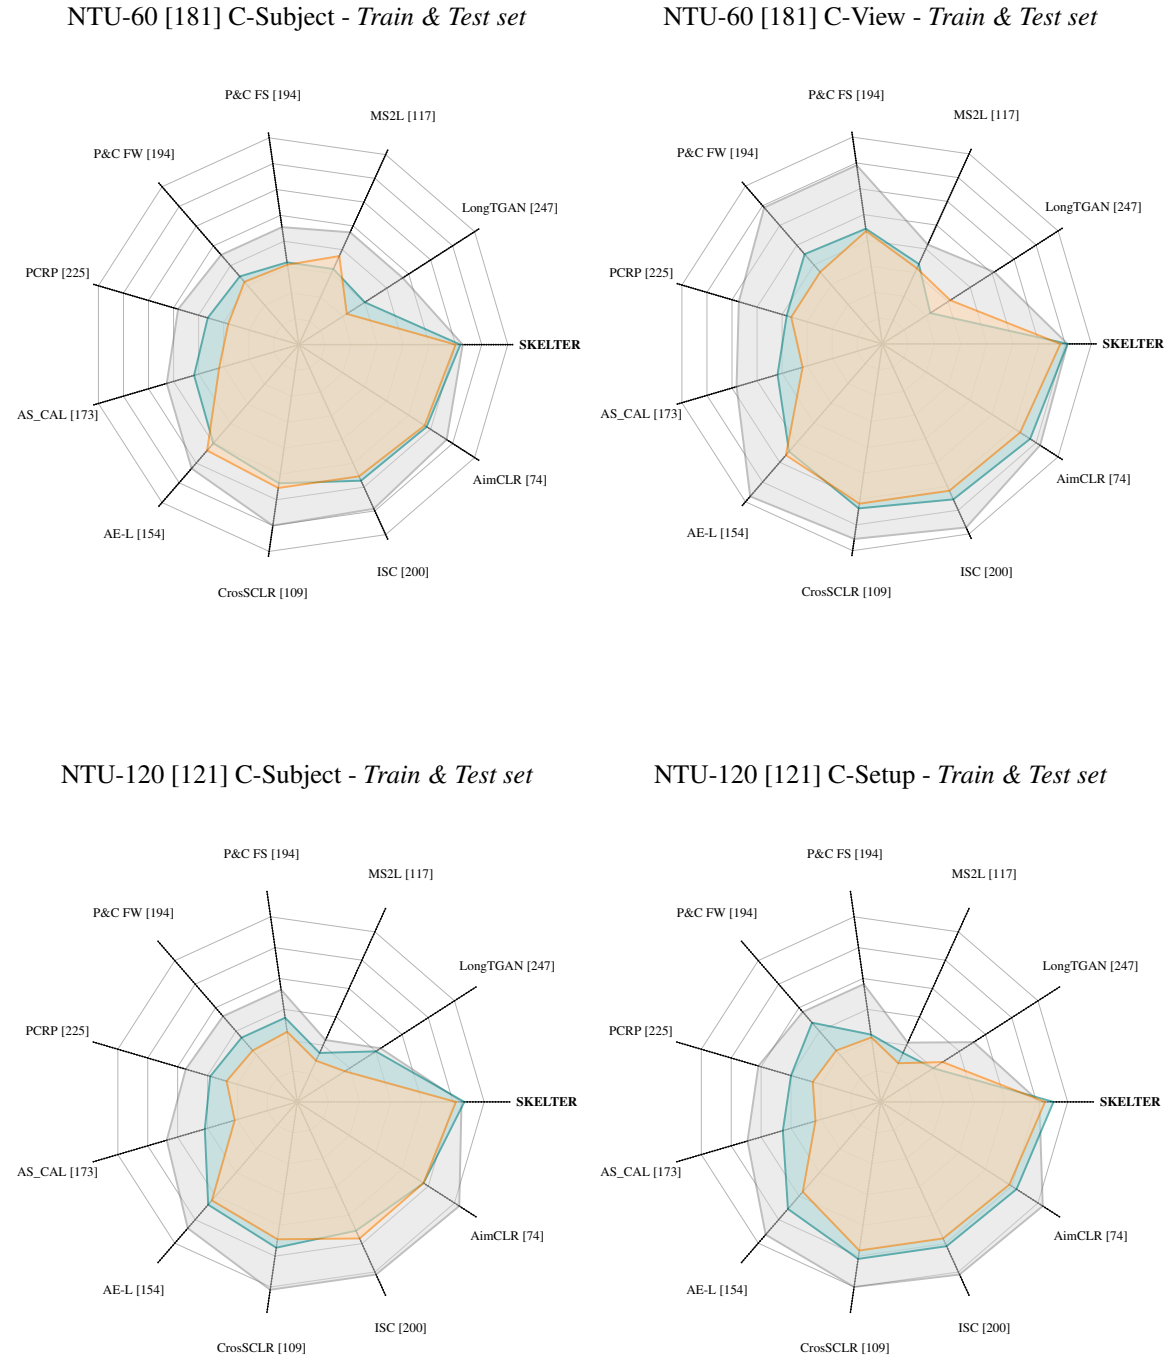 NTU-60 [181] C-Subject - Train & Test set
P&C FS [194]
MS2L [117]
P&C FW [194]
LongTGAN [247]
PCRP [225]
SKELTER
AS_CAL [173]
AimCLR [74]
AE-L [154]
ISC [200]
CrosSCLR [109]
NTU-60 [181] C-View - Train & Test set
P&C FS [194]
MS2L [117]
P&C FW [194]
LongTGAN [247]
PCRP [225]
SKELTER
AS_CAL [173]
AimCLR [74]
AE-L [154]
ISC [200]
CrosSCLR [109]
NTU-120 [121] C-Subject - Train & Test set
P&C FS [194]
MS2L [117]
P&C FW [194]
LongTGAN [247]
PCRP [225]
SKELTER
AS_CAL [173]
AimCLR [74]
AE-L [154]
ISC [200]
CrosSCLR [109]
NTU-120 [121] C-Setup - Train & Test set
P&C FS [194]
MS2L [117]
P&C FW [194]
LongTGAN [247]
PCRP [225]
SKELTER
AS_CAL [173]
AimCLR [74]
AE-L [154]
ISC [200]
CrosSCLR [109]